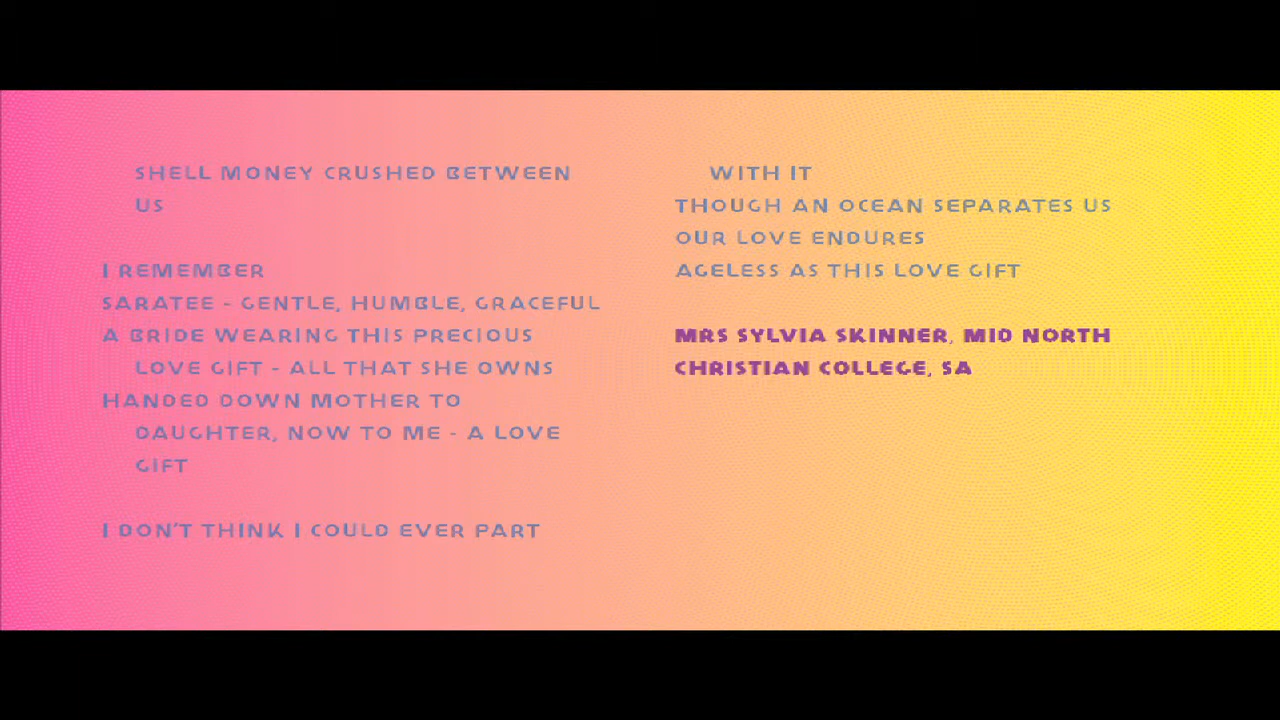 SHELL MONEY CRUSHED BETWEEN
US
I REMEMBER
SARATEE - GENTLE, HUMBLE, GRACEFUL
A BRIDE WEARING THIS PRECIOUS
LOVE GIFT - ALL THAT SHE OWNS
HANDED DOWN MOTHER TO
DAUGHTER, NOW TO ME - A LOVE
GIFT
I DON'T THINK I COULD EVER PART
WITH IT
THOUGH AN OCEAN SEPARATES US
OUR LOVE ENDURES
AGELESS AS THIS LOVE GIFT
MRS SYLVIA SKINNER, MID NORTH
CHRISTIAN COLLEGE, SA